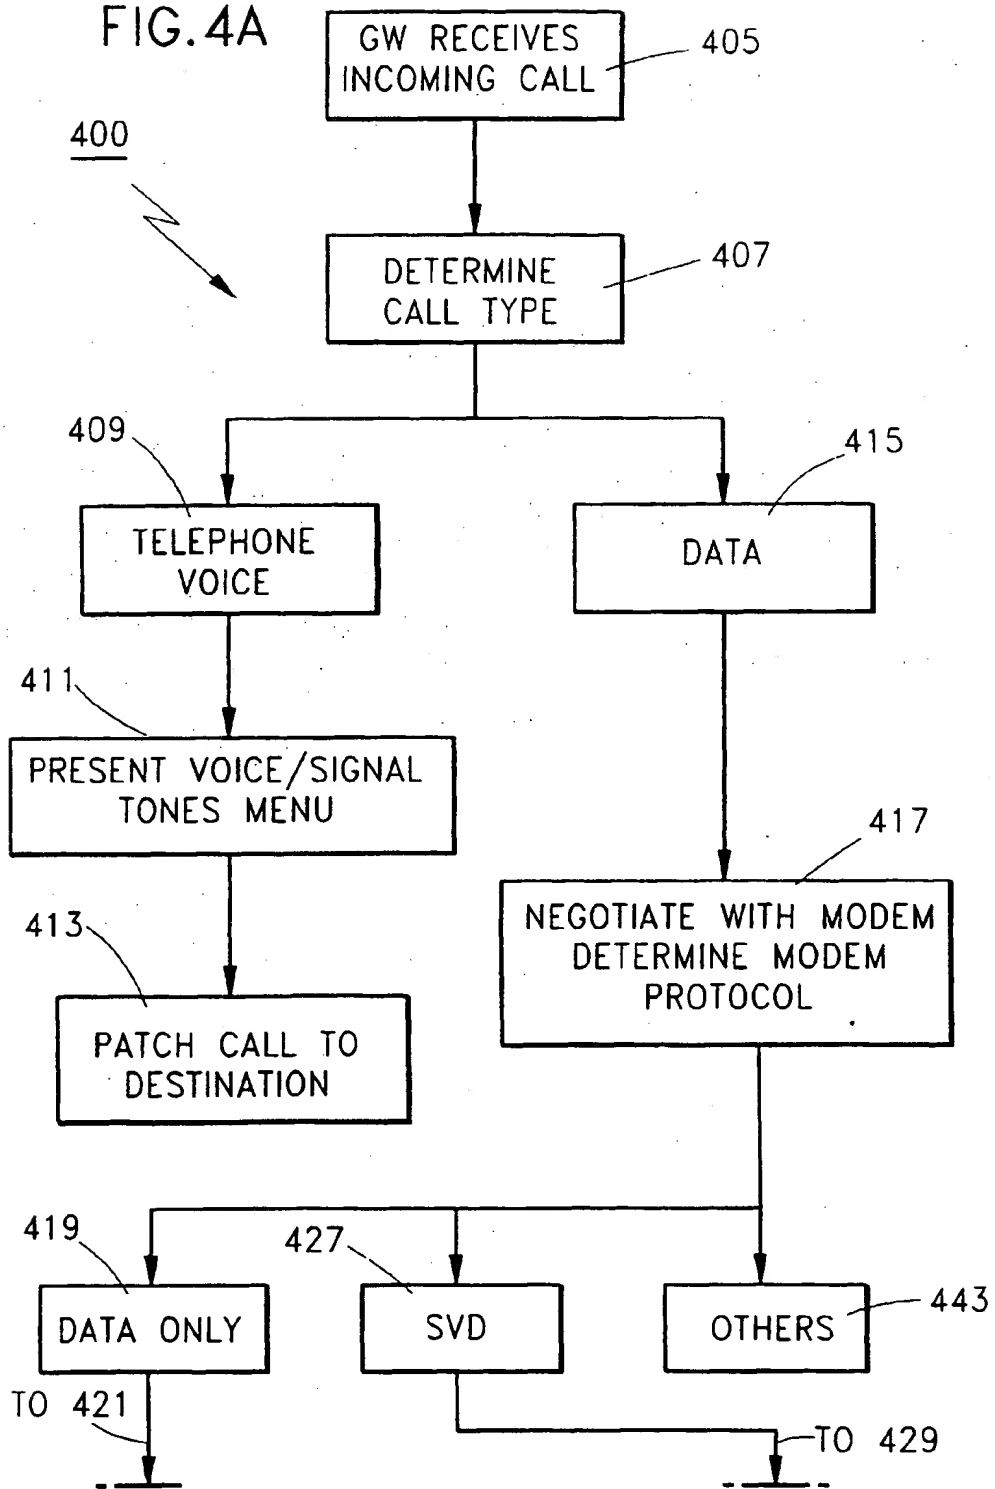 FIG.4A
GW RECEIVES
INCOMING CALL
405
400
DETERMINE
CALL TYPE
407
409
415
TELEPHONE
VOICE
DATA
411
PRESENT VOICE/SIGNAL
TONES MENU
417
413
NEGOTIATE WITH MODEM
DETERMINE MODEM
PROTOCOL
PATCH CALL TO
DESTINATION
419
427
443
DATA ONLY
SVD
OTHERS
TO 421
TO 429